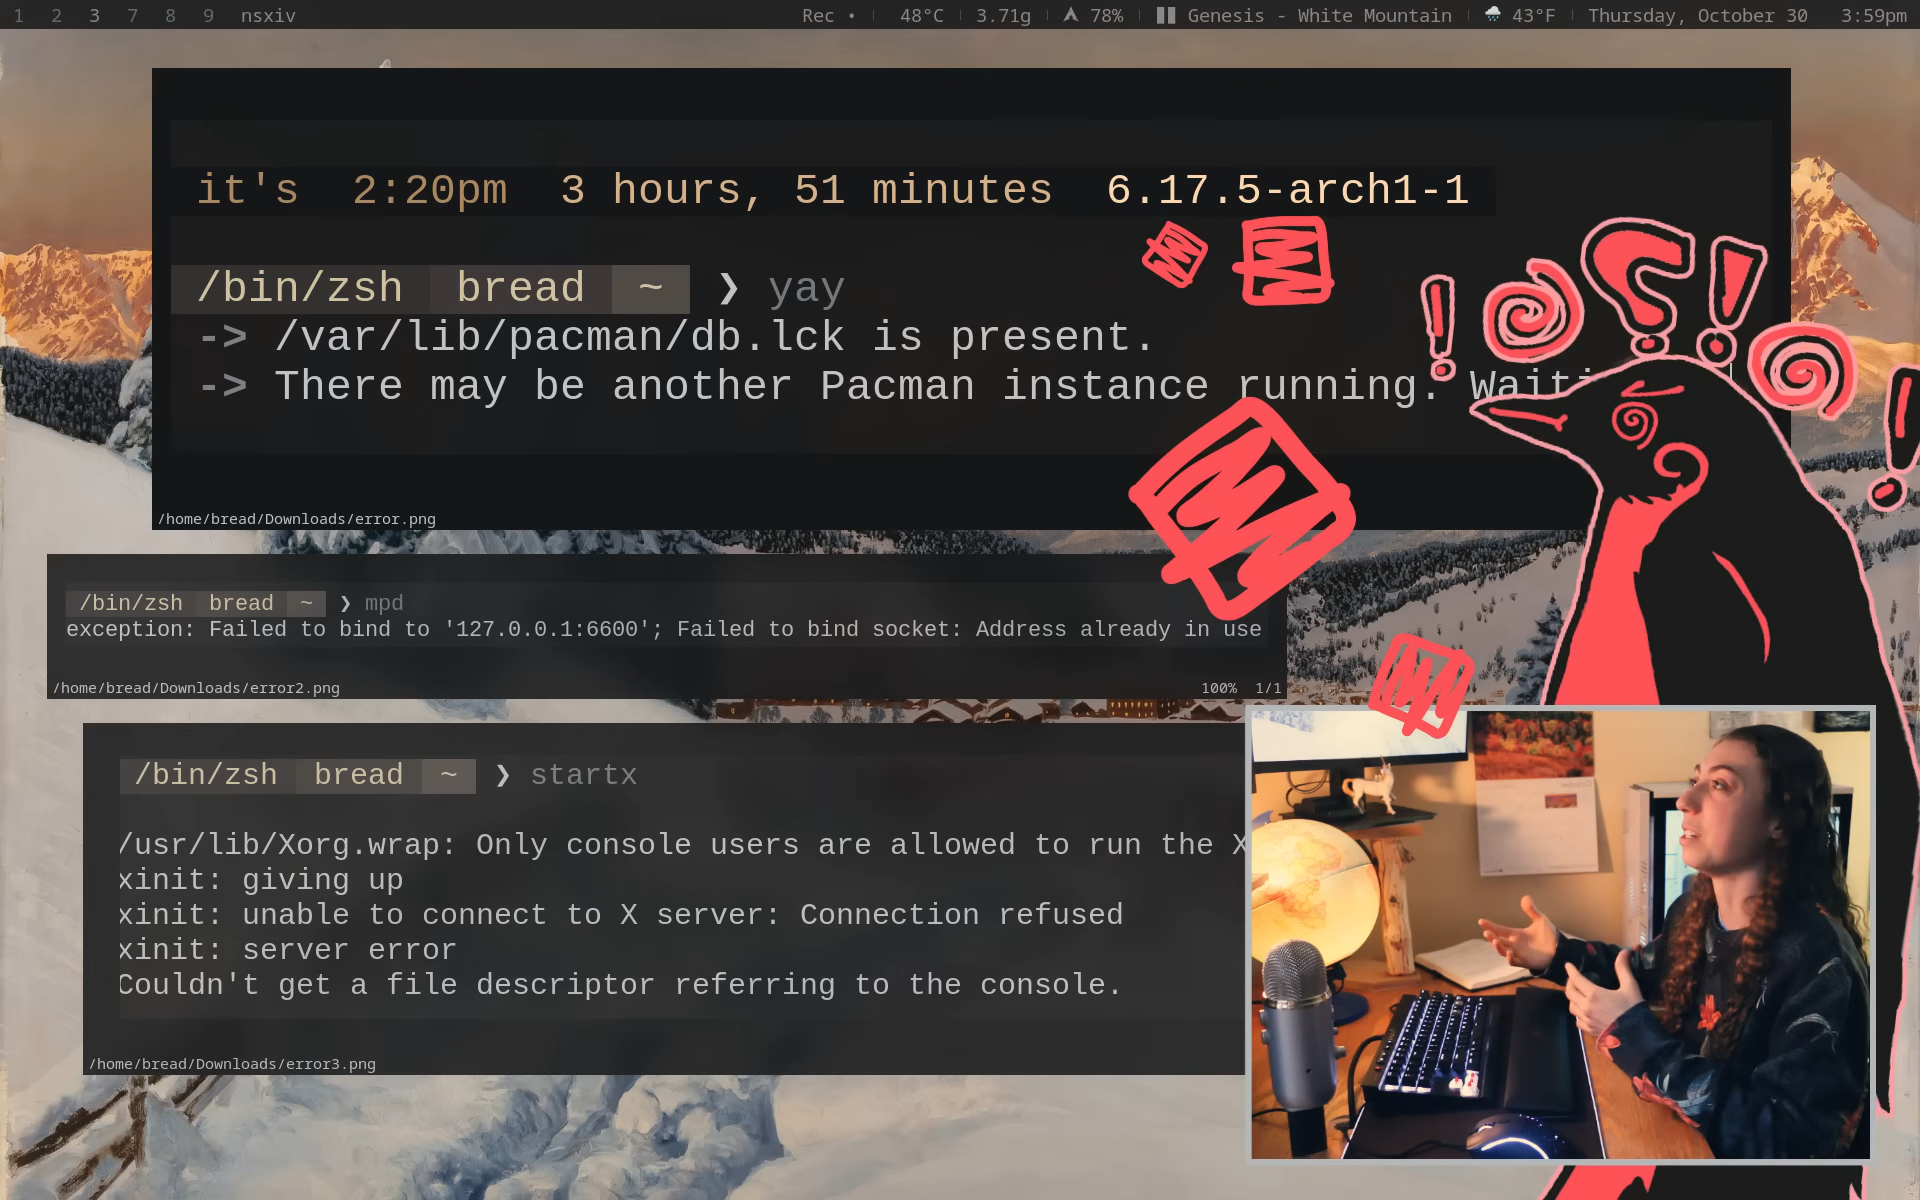 1 2 3 7 8 9 nsxiv Rec • 48°C 3.71g 78% Genesis - White Mountain 43°F Thursday, October 30 3:59pm
it's 2:20pm 3 hours, 51 minutes 6.17.5-arch1-1
/bin/zsh bread ~ ❯ yay
-> /var/lib/pacman/db.lck is present.
-> There may be another Pacman instance running.
/home/bread/Downloads/error.png
/bin/zsh bread ~ ❯ mpd
exception: Failed to bind to '127.0.0.1:6600'; Failed to bind socket: Address already in use
/home/bread/Downloads/error2.png 100% 1/1
/bin/zsh bread ~ ❯ startx
/usr/lib/Xorg.wrap: Only console users are allowed to run the X
xinit: giving up
xinit: unable to connect to X server: Connection refused
xinit: server error
Couldn't get a file descriptor referring to the console.
/home/bread/Downloads/error3.png